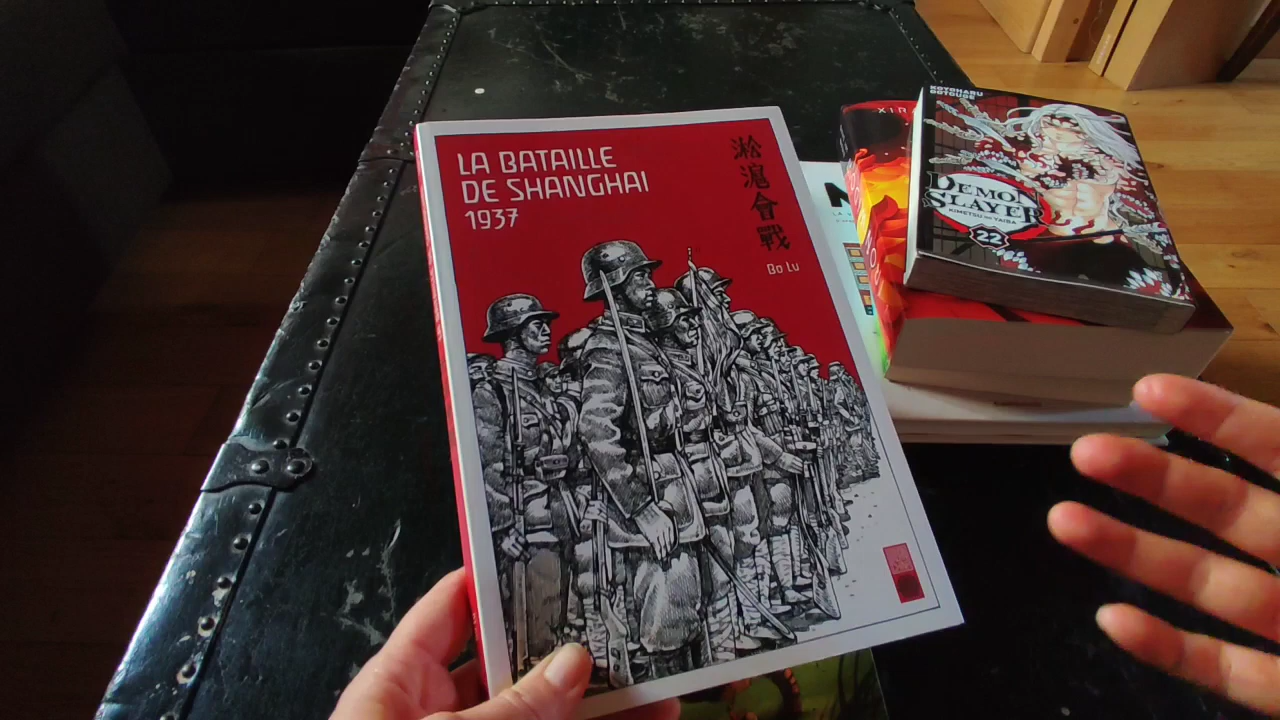 LA BATAILLE
DE SHANGHAI
1937
淞滬會戰
Bo Lu
KOYOHARU
GOTOUGE
DEMON
SLAYER
KIMETSU NO YAIBA
22
XIR